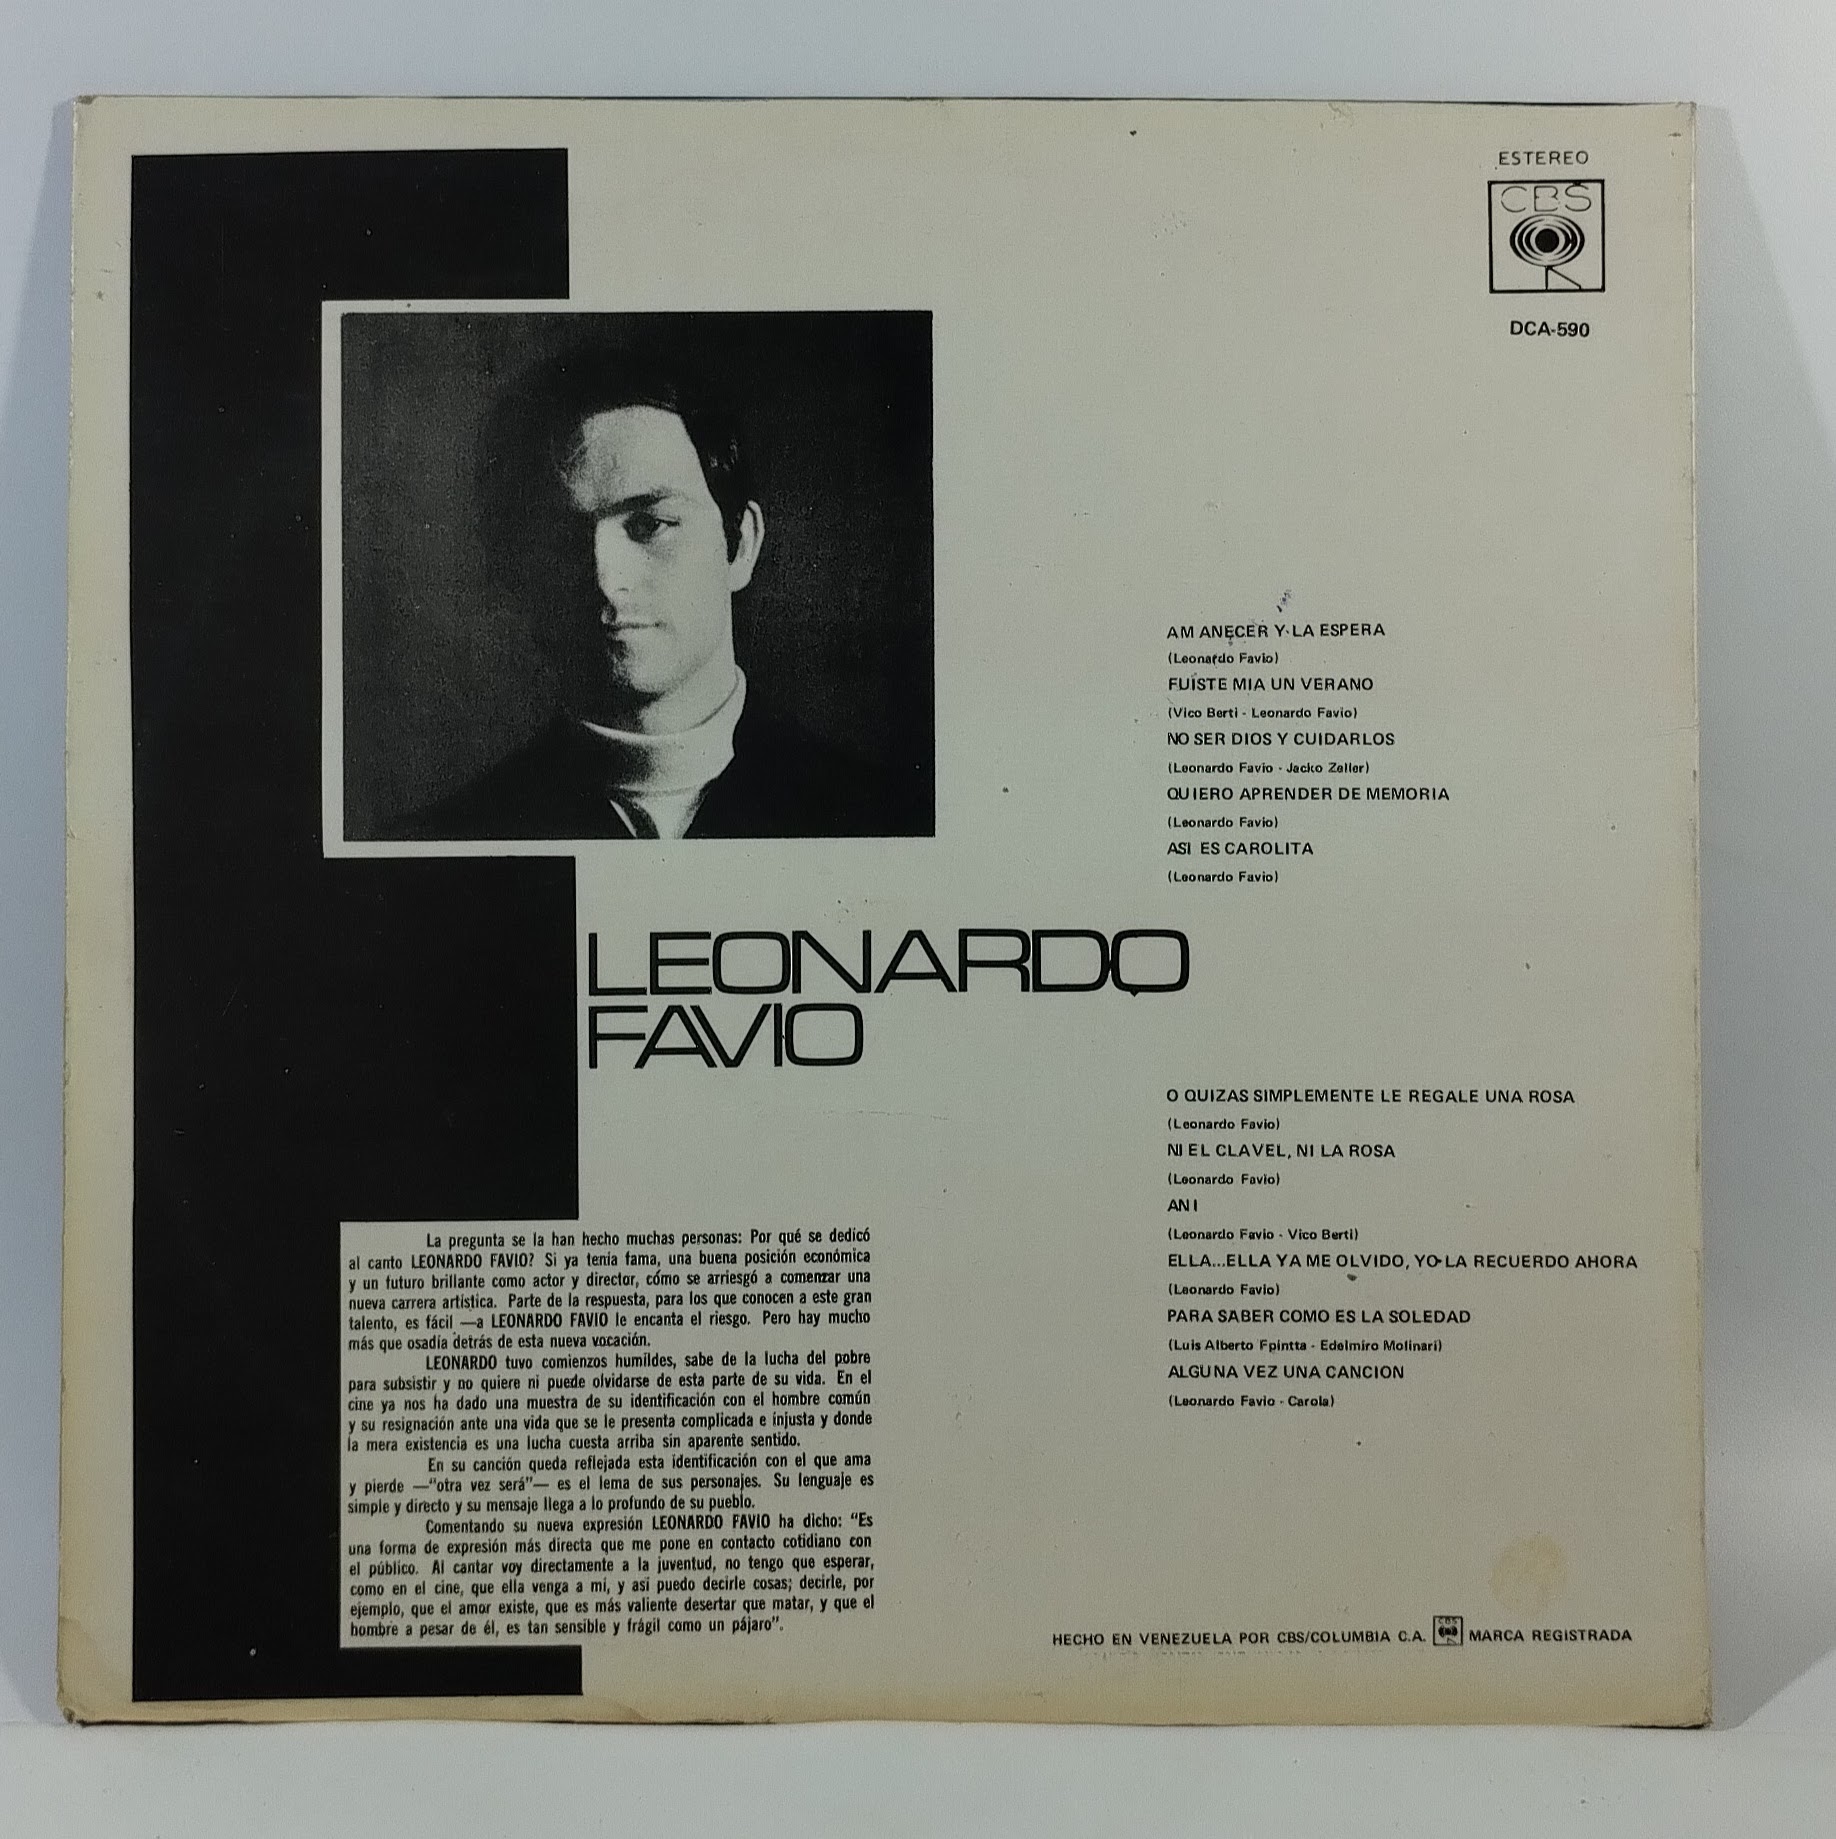 ESTEREO
CBS
DCA-590
AM ANECER Y LA ESPERA
(Leonardo Favio)
FUISTE MIA UN VERANO
(Vico Berti - Leonardo Favio)
NO SER DIOS Y CUIDARLOS
(Leonardo Favio - Jacko Zeller)
QUIERO APRENDER DE MEMORIA
(Leonardo Favio)
ASI ES CAROLITA
(Leonardo Favio)
LEONARDO
FAVIO
O QUIZAS SIMPLEMENTE LE REGALE UNA ROSA
(Leonardo Favio)
NI EL CLAVEL, NI LA ROSA
(Leonardo Favio)
ANI
(Leonardo Favio - Vico Berti)
ELLA...ELLA YA ME OLVIDO, YO LA RECUERDO AHORA
(Leonardo Favio)
PARA SABER COMO ES LA SOLEDAD
(Luis Alberto Fpintta - Edelmiro Molinari)
ALGUNA VEZ UNA CANCION
(Leonardo Favio - Carola)
La pregunta se la han hecho muchas personas: Por qué se dedicó
al canto LEONARDO FAVIO? Si ya tenía fama, una buena posición económica
y un futuro brillante como actor y director, cómo se arriesgó a comenzar una
nueva carrera artística. Parte de la respuesta, para los que conocen a este gran
talento, es fácil —a LEONARDO FAVIO le encanta el riesgo. Pero hay mucho
más que osadía detrás de esta nueva vocación.
LEONARDO tuvo comienzos humildes, sabe de la lucha del pobre
para subsistir y no quiere ni puede olvidarse de esta parte de su vida. En el
cine ya nos ha dado una muestra de su identificación con el hombre común
y su resignación ante una vida que se le presenta complicada e injusta y donde
la mera existencia es una lucha cuesta arriba sin aparente sentido.
En su canción queda reflejada esta identificación con el que ama
y pierde —"otra vez será"— es el lema de sus personajes. Su lenguaje es
simple y directo y su mensaje llega a lo profundo de su pueblo.
Comentando su nueva expresión LEONARDO FAVIO ha dicho: "Es
una forma de expresión más directa que me pone en contacto cotidiano con
el público. Al cantar voy directamente a la juventud, no tengo que esperar,
como en el cine, que ella venga a mí, y así puedo decirle cosas; decirle, por
ejemplo, que el amor existe, que es más valiente desertar que matar, y que el
hombre a pesar de él, es tan sensible y frágil como un pájaro".
HECHO EN VENEZUELA POR CBS/COLUMBIA C.A. CBS MARCA REGISTRADA